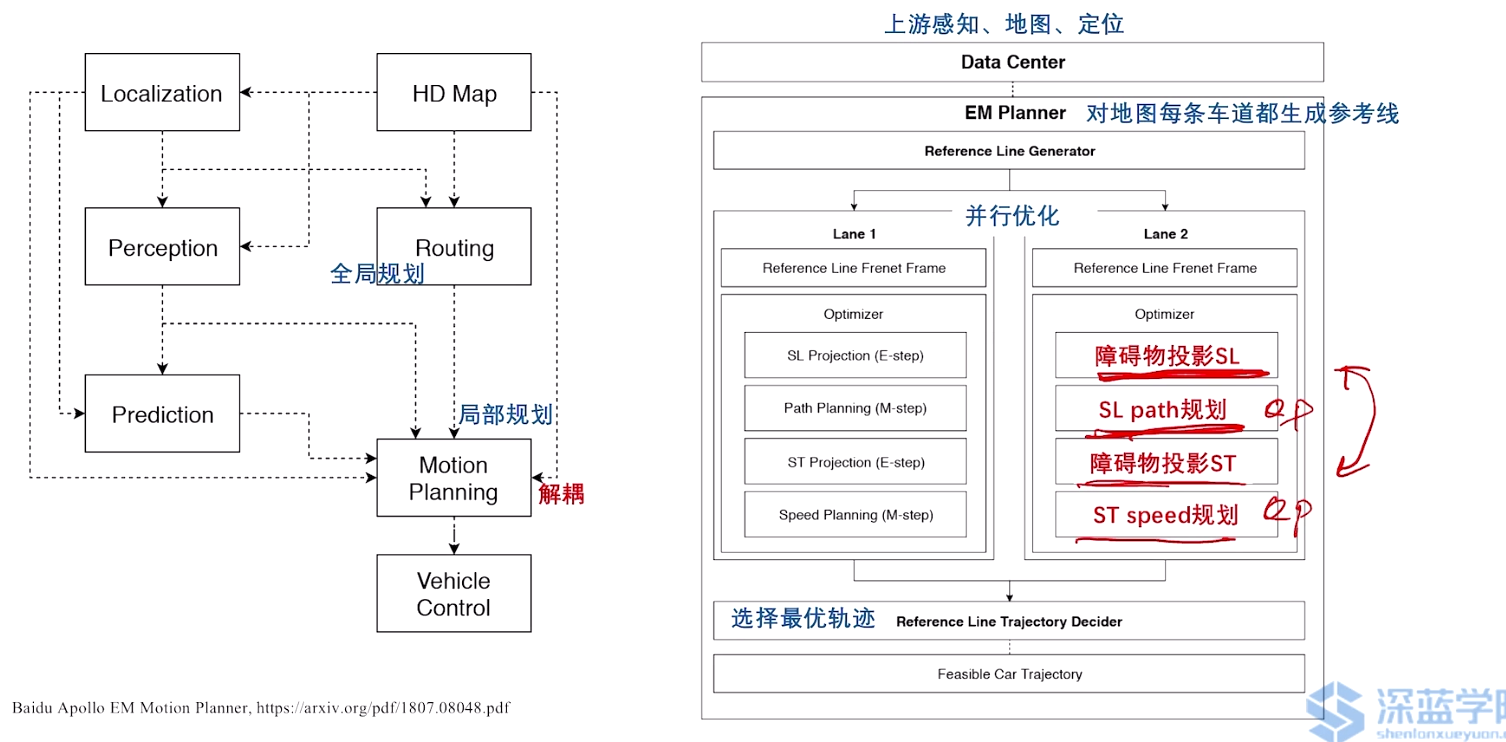 Localization
HD Map
Perception
Routing
全局规划
Prediction
局部规划
Motion
Planning
解耦
Vehicle
Control
Baidu Apollo EM Motion Planner, https://arxiv.org/pdf/1807.08048.pdf
上游感知、地图、定位
Data Center
EM Planner 对地图每条车道都生成参考线
Reference Line Generator
并行优化
Lane 1
Reference Line Frenet Frame
Optimizer
SL Projection (E-step)
Path Planning (M-step)
ST Projection (E-step)
Speed Planning (M-step)
Lane 2
Reference Line Frenet Frame
Optimizer
障碍物投影SL
SL path规划 QP
障碍物投影ST
ST speed规划 QP
选择最优轨迹 Reference Line Trajectory Decider
Feasible Car Trajectory
深蓝学
shenlanxueyuan